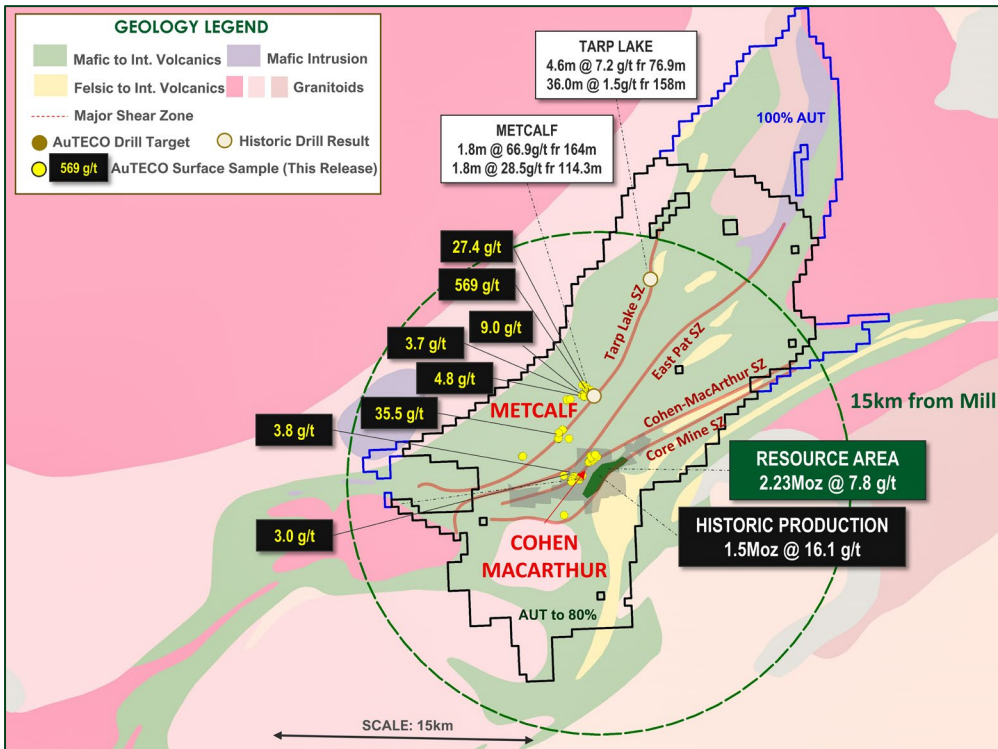 GEOLOGY LEGEND
Mafic to Int. Volcanics
Mafic Intrusion
Felsic to Int. Volcanics
Granitoids
Major Shear Zone
AuTECO Drill Target
Historic Drill Result
569 g/t
AuTECO Surface Sample (This Release)
TARP LAKE
4.6m @ 7.2 g/t fr 76.9m
36.0m @ 1.5g/t fr 158m
METCALF
1.8m @ 66.9g/t fr 164m
1.8m @ 28.5g/t fr 114.3m
100% AUT
27.4 g/t
569 g/t
9.0 g/t
3.7 g/t
4.8 g/t
35.5 g/t
3.8 g/t
3.0 g/t
Tarp Lake SZ
East Pat SZ
Cohen-MacArthur SZ
Core Mine SZ
METCALF
15km from Mill
RESOURCE AREA
2.23Moz @ 7.8 g/t
HISTORIC PRODUCTION
1.5Moz @ 16.1 g/t
COHEN
MACARTHUR
AUT to 80%
SCALE: 15km